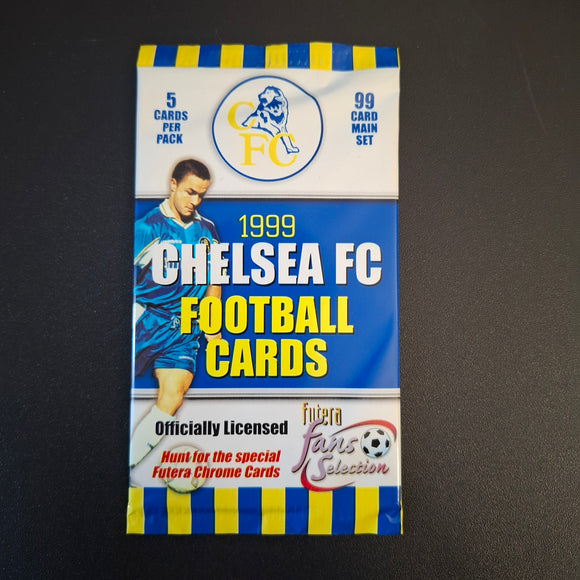 5
CARDS
PER
PACK
CFC
99
CARD
MAIN
SET
1999
CHELSEA FC
FOOTBALL
CARDS
Officially Licensed
Hunt for the special
Futera Chrome Cards
futera
fans
Selection